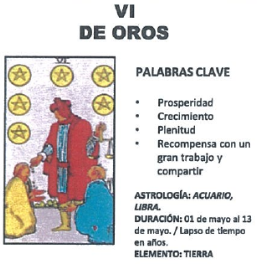 VI
DE OROS
VI
PALABRAS CLAVE
• Prosperidad
• Crecimiento
• Plenitud
• Recompensa con un
gran trabajo y
compartir
ASTROLOGÍA: ACUARIO,
LIBRA.
DURACIÓN: 01 de mayo al 13
de mayo. / Lapso de tiempo
en años.
ELEMENTO: TIERRA